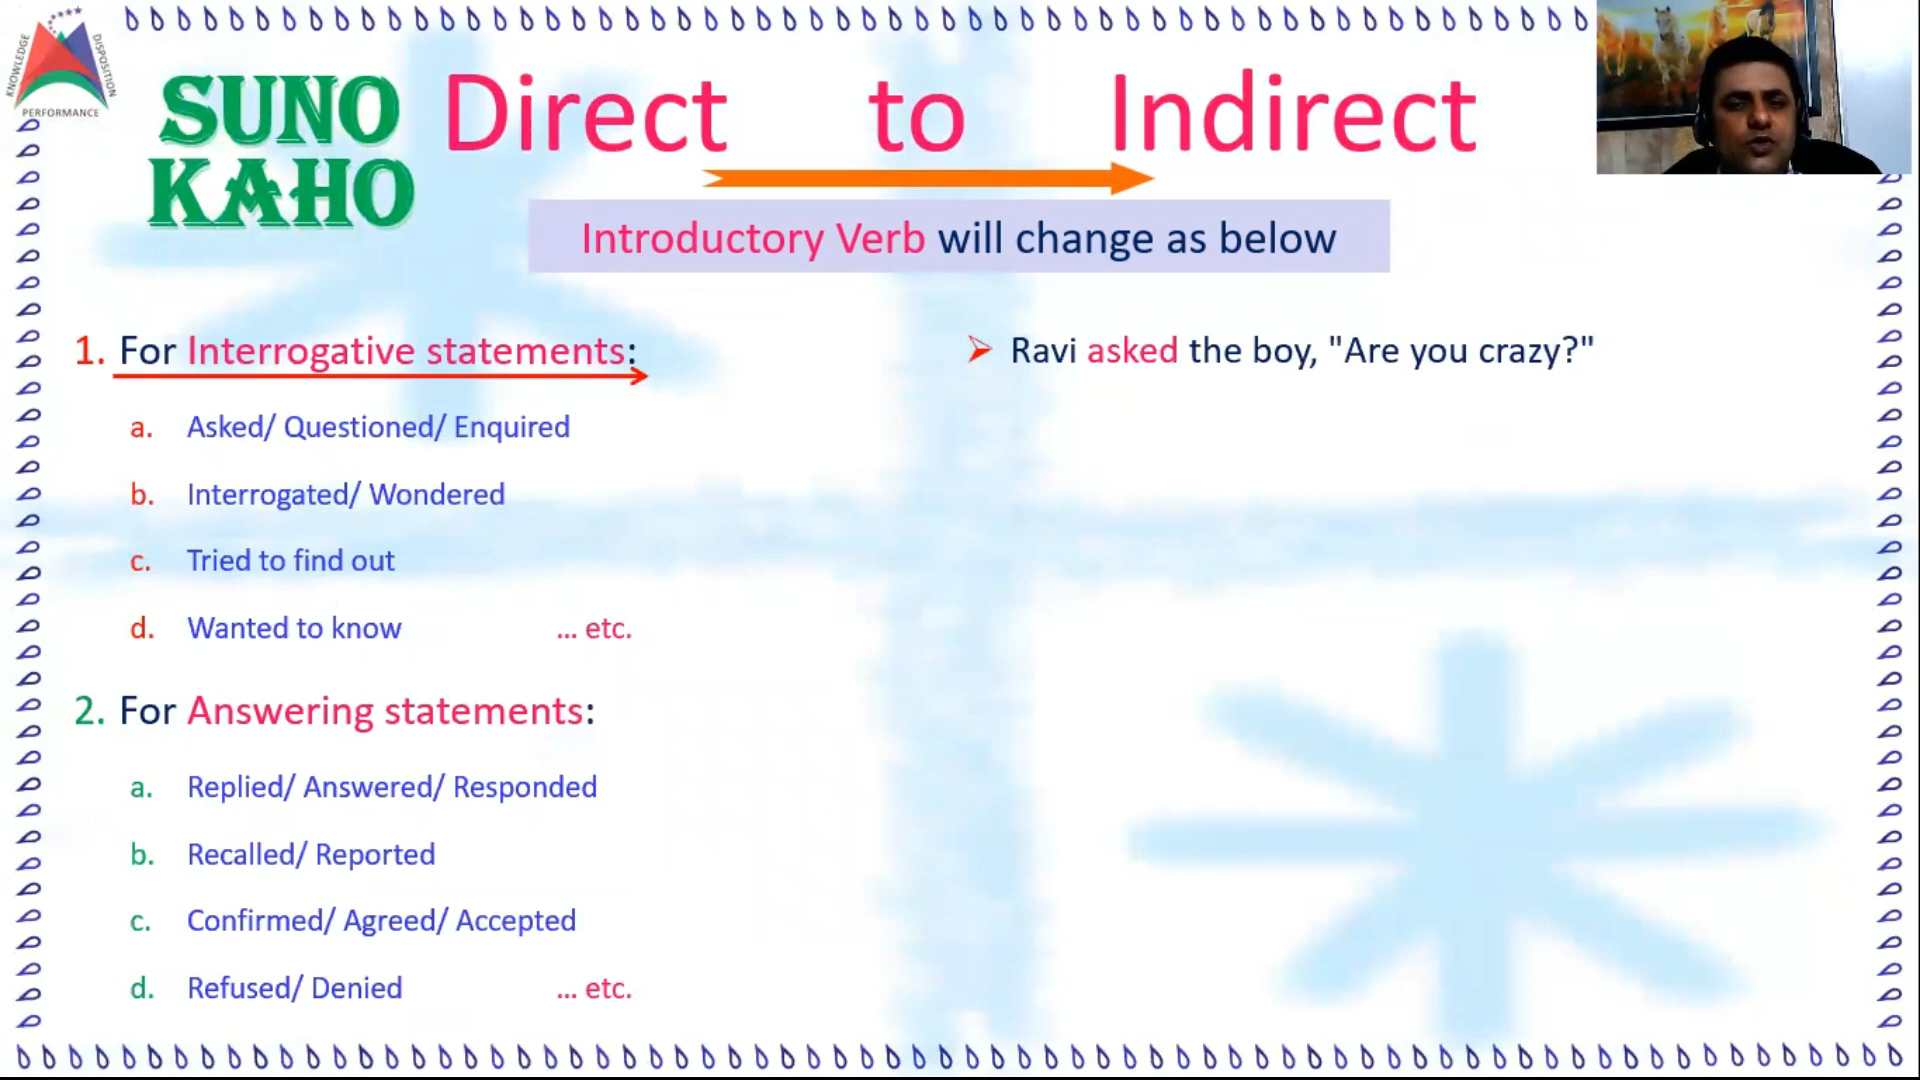 KNOWLEDGE
DISPOSITION
PERFORMANCE
SUNO
KAHO
Direct to Indirect
Introductory Verb will change as below
1. For Interrogative statements:
a. Asked/ Questioned/ Enquired
b. Interrogated/ Wondered
c. Tried to find out
d. Wanted to know ... etc.
2. For Answering statements:
a. Replied/ Answered/ Responded
b. Recalled/ Reported
c. Confirmed/ Agreed/ Accepted
d. Refused/ Denied ... etc.
➢ Ravi asked the boy, "Are you crazy?"